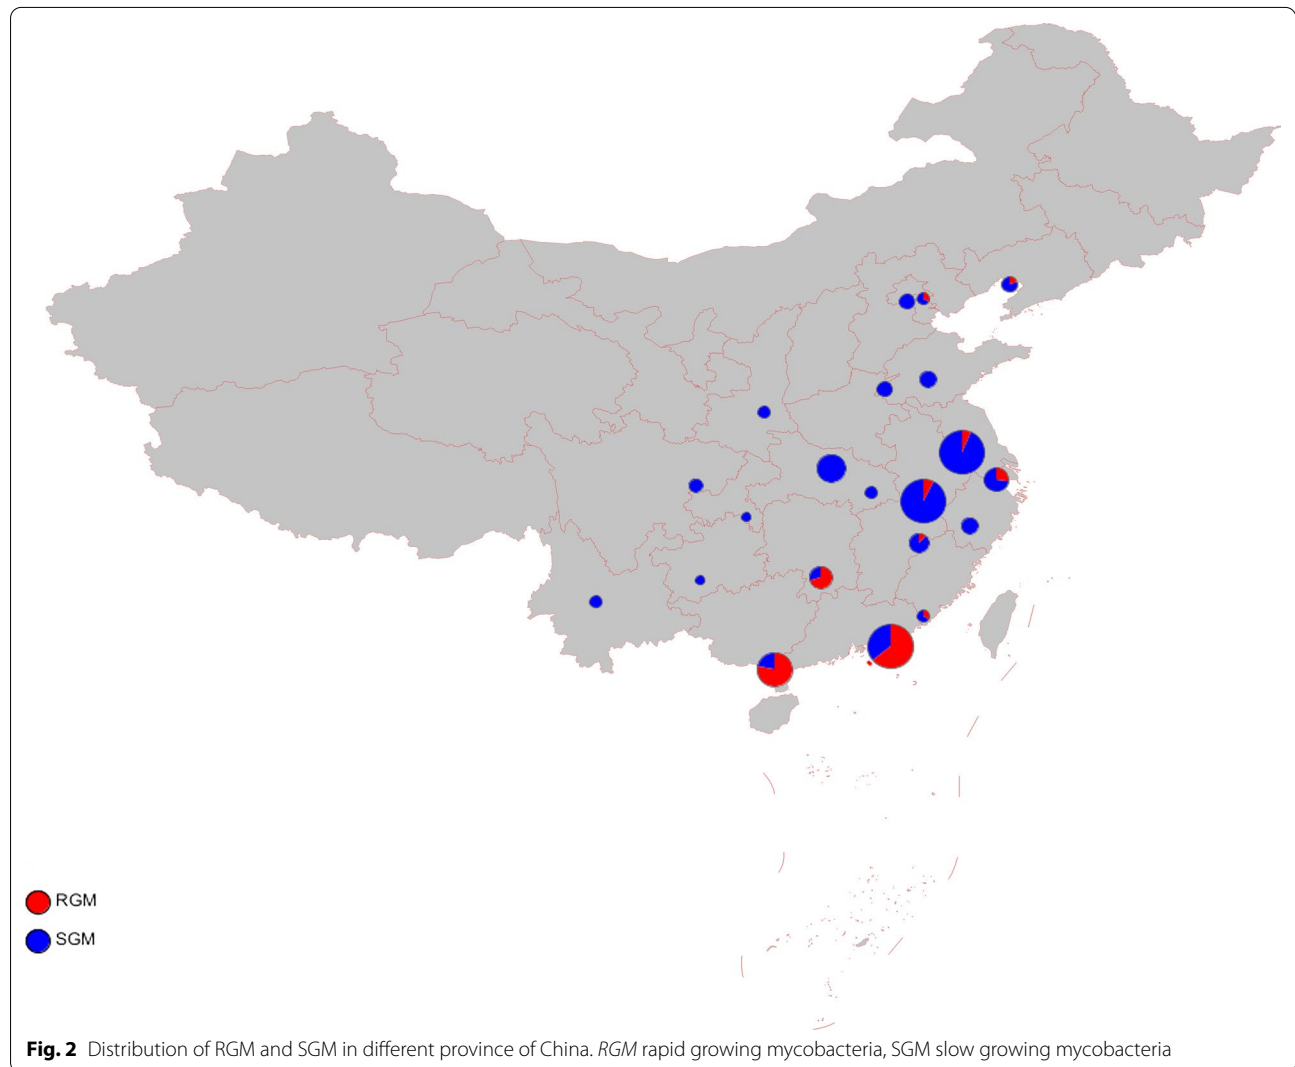 RGM
SGM
Fig. 2 Distribution of RGM and SGM in different province of China. RGM rapid growing mycobacteria, SGM slow growing mycobacteria